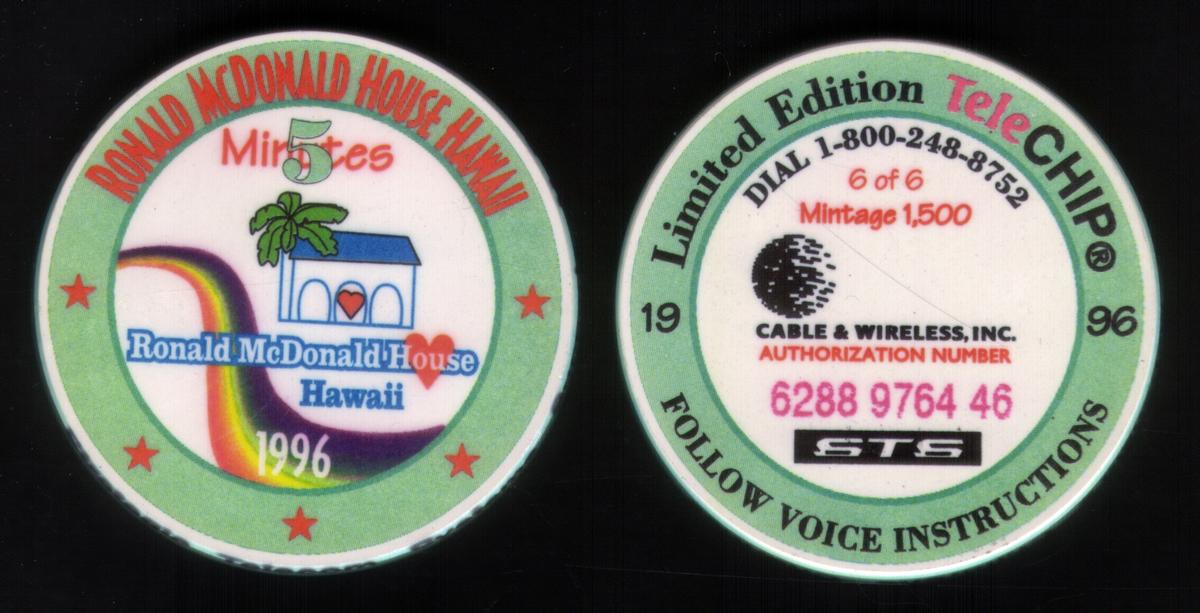 RONALD McDONALD HOUSE HAWAII
5
Minutes
Ronald McDonald House
Hawaii
1996
Limited Edition TeleCHIP®
DIAL 1-800-248-8752
6 of 6
Mintage 1,500
19 96
CABLE & WIRELESS, INC.
AUTHORIZATION NUMBER
6288 9764 46
STS
FOLLOW VOICE INSTRUCTIONS